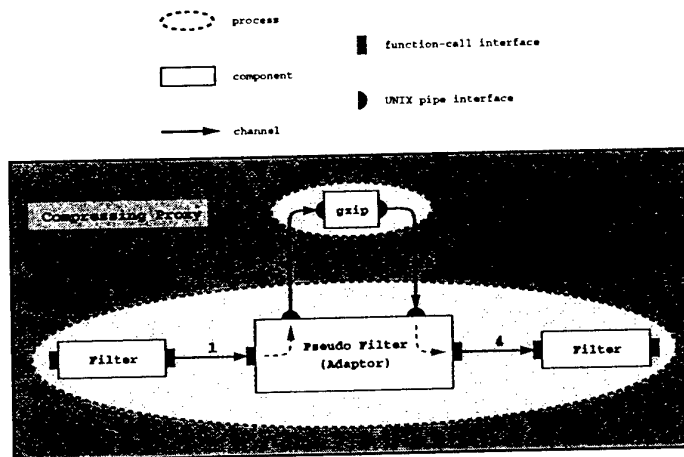 process
function-call interface
component
UNIX pipe interface
channel
Compressing Proxy
gzip
Filter
1
Pseudo Filter
(Adaptor)
4
Filter